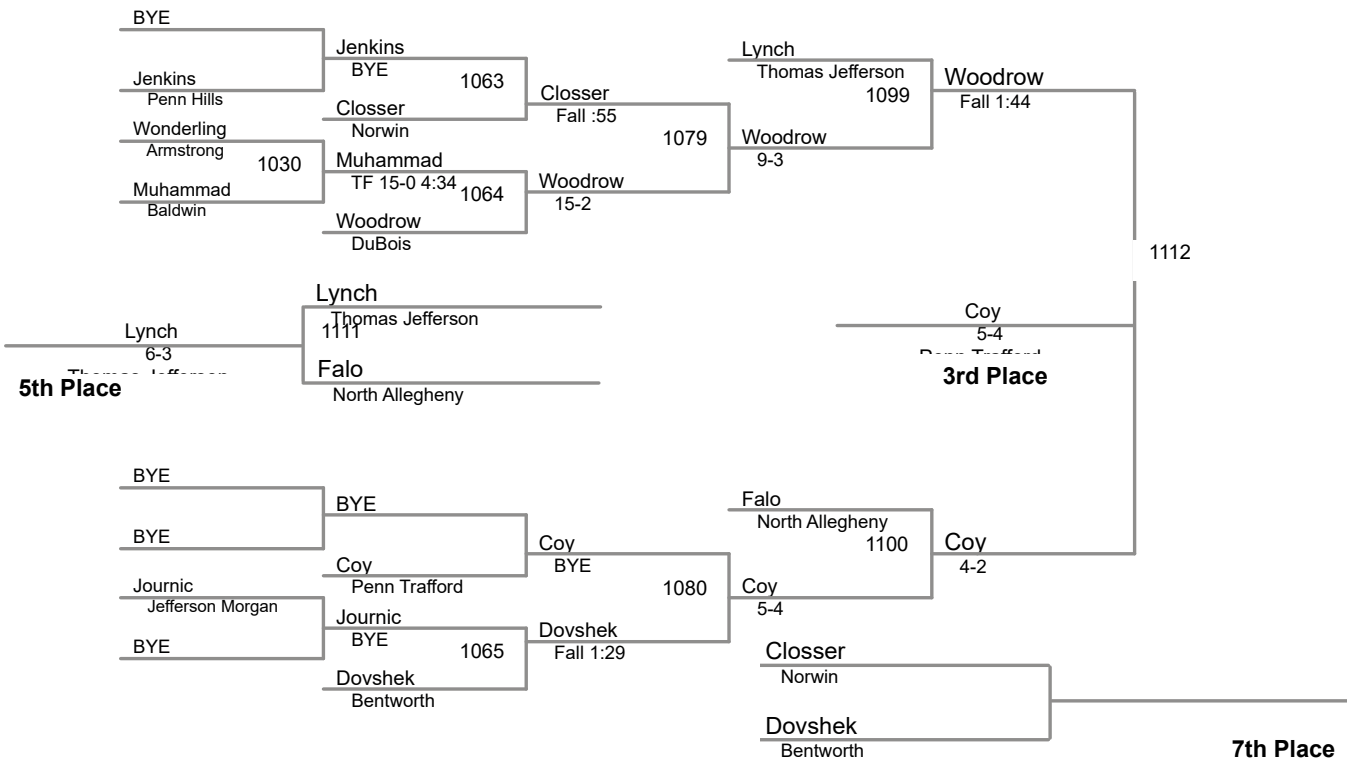 BYE
Jenkins
Penn Hills
Wonderling
Armstrong
1030
Muhammad
Baldwin
Jenkins
BYE
1063
Closser
Norwin
Muhammad
TF 15-0 4:34
1064
Woodrow
DuBois
Closser
Fall :55
1079
Woodrow
15-2
Lynch
Thomas Jefferson
1099
Woodrow
9-3
Woodrow
Fall 1:44
1112
Lynch
6-3
5th Place
Lynch
Thomas Jefferson
1111
Falo
North Allegheny
Coy
5-4
3rd Place
BYE
BYE
Journic
Jefferson Morgan
BYE
BYE
Coy
Penn Trafford
Journic
BYE
1065
Dovshek
Bentworth
Coy
BYE
1080
Dovshek
Fall 1:29
Falo
North Allegheny
1100
Coy
5-4
Coy
4-2
Closser
Norwin
Dovshek
Bentworth
7th Place